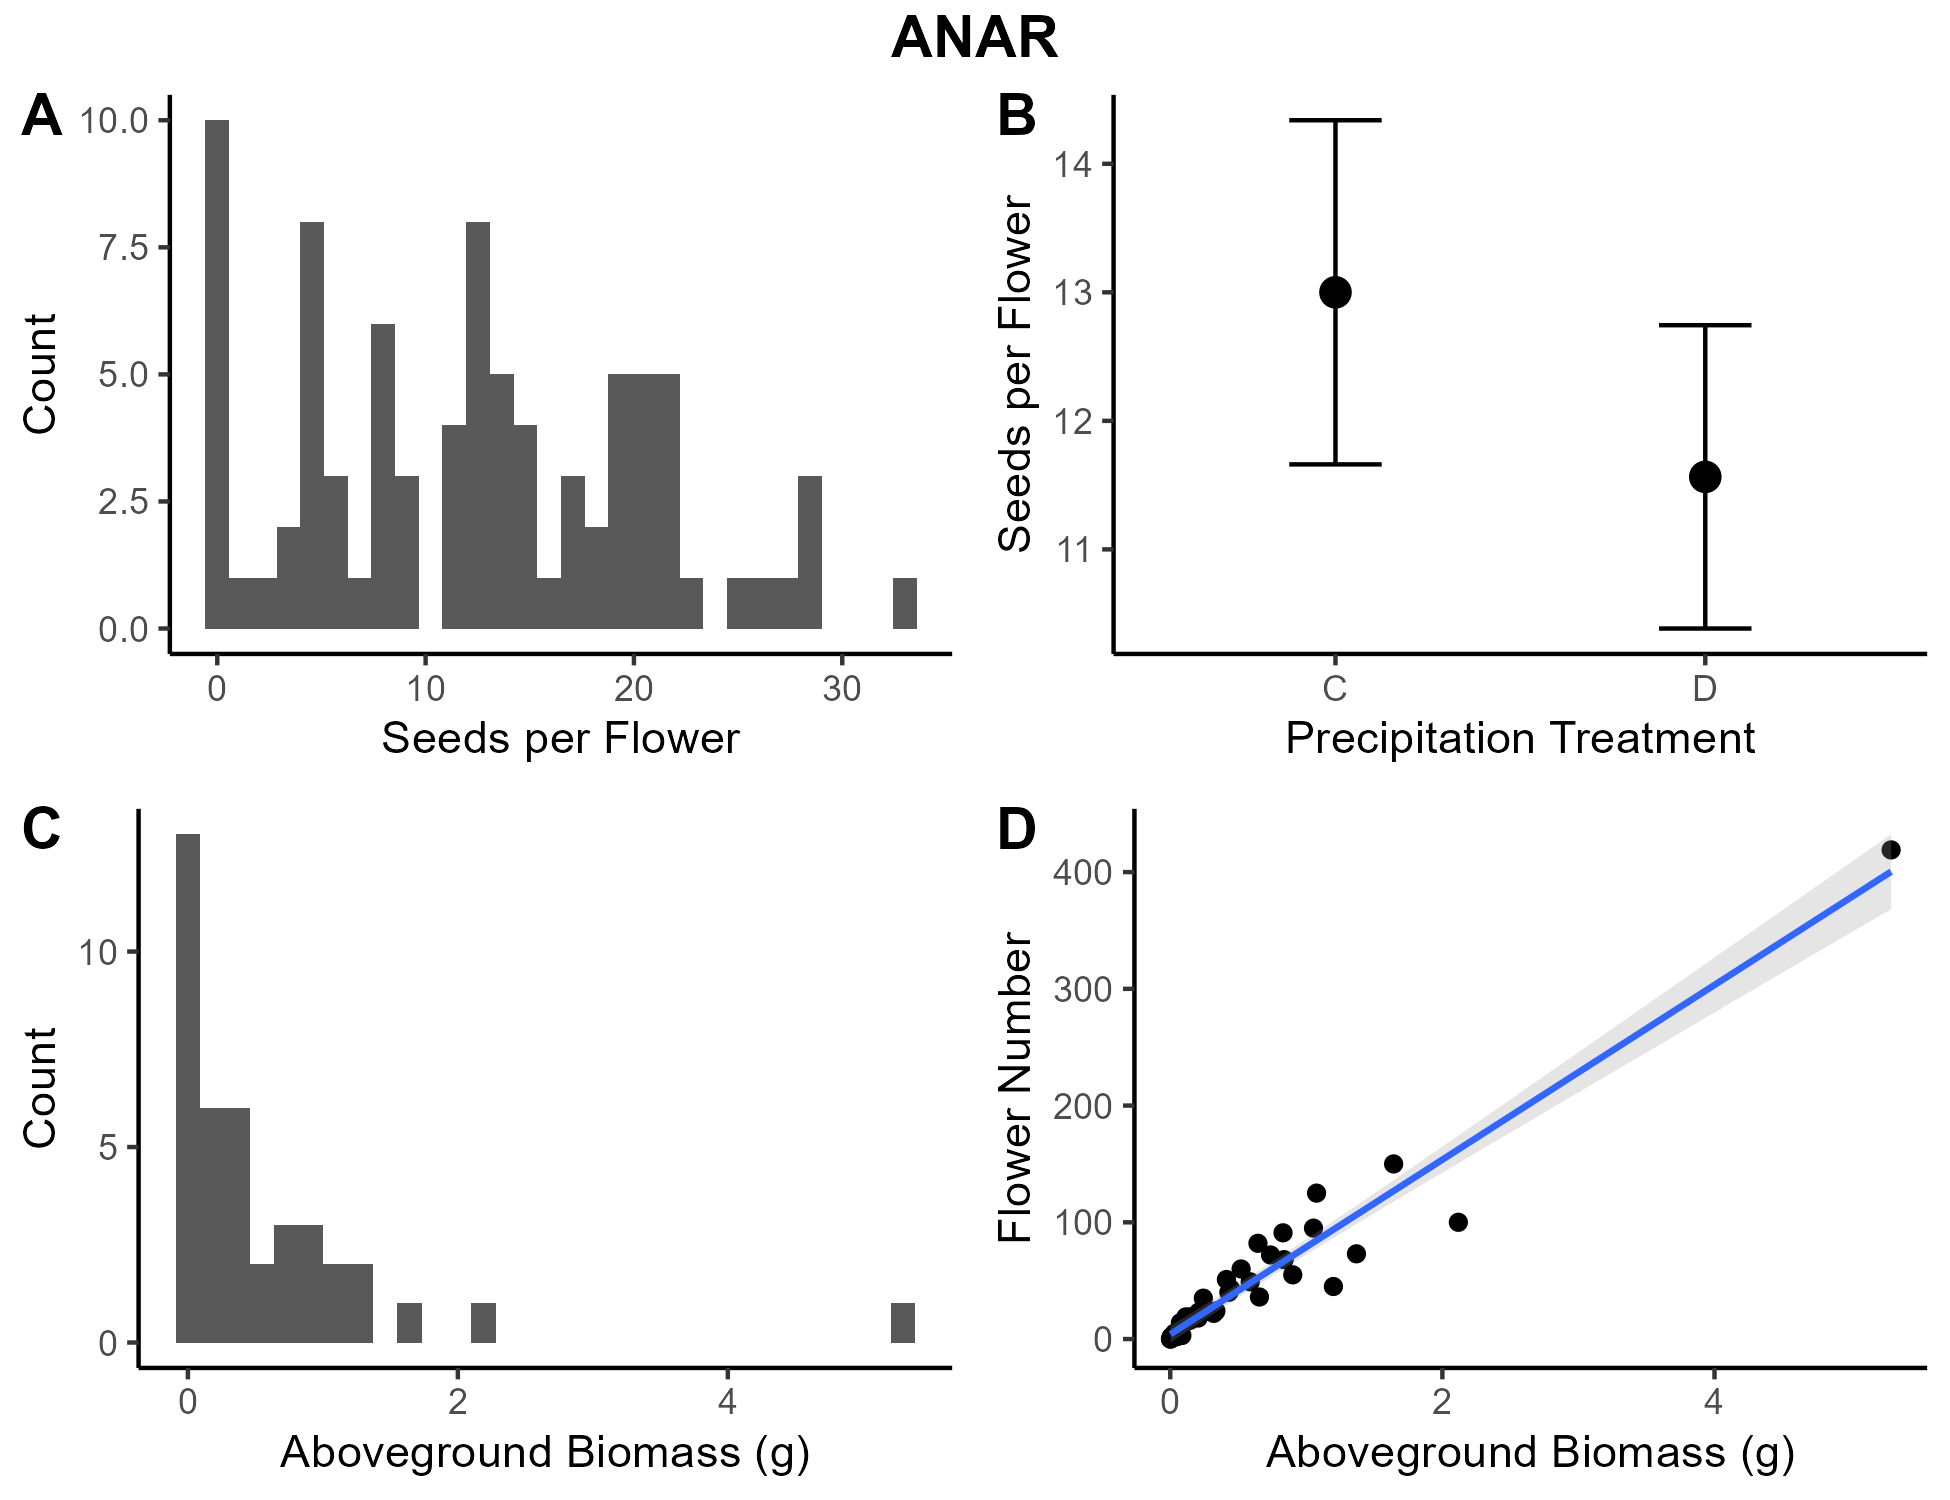 ANAR
A
10.0
7.5
5.0
2.5
0.0
Count
0 10 20 30
Seeds per Flower
B
14
13
12
11
Seeds per Flower
C D
Precipitation Treatment
C
10
5
0
Count
0 2 4
Aboveground Biomass (g)
D
400
300
200
100
0
Flower Number
0 2 4
Aboveground Biomass (g)